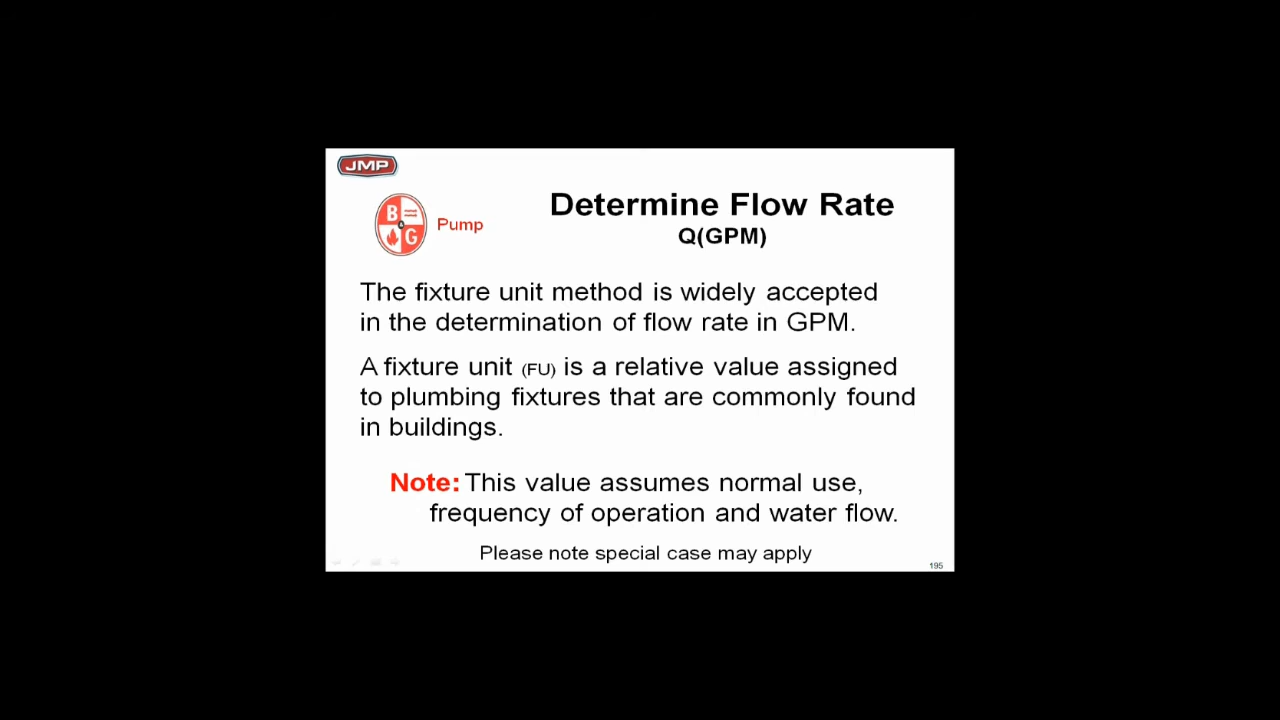 JMP
B
G
Pump
Determine Flow Rate
Q(GPM)
The fixture unit method is widely accepted
in the determination of flow rate in GPM.
A fixture unit (FU) is a relative value assigned
to plumbing fixtures that are commonly found
in buildings.
Note: This value assumes normal use,
frequency of operation and water flow.
Please note special case may apply
195